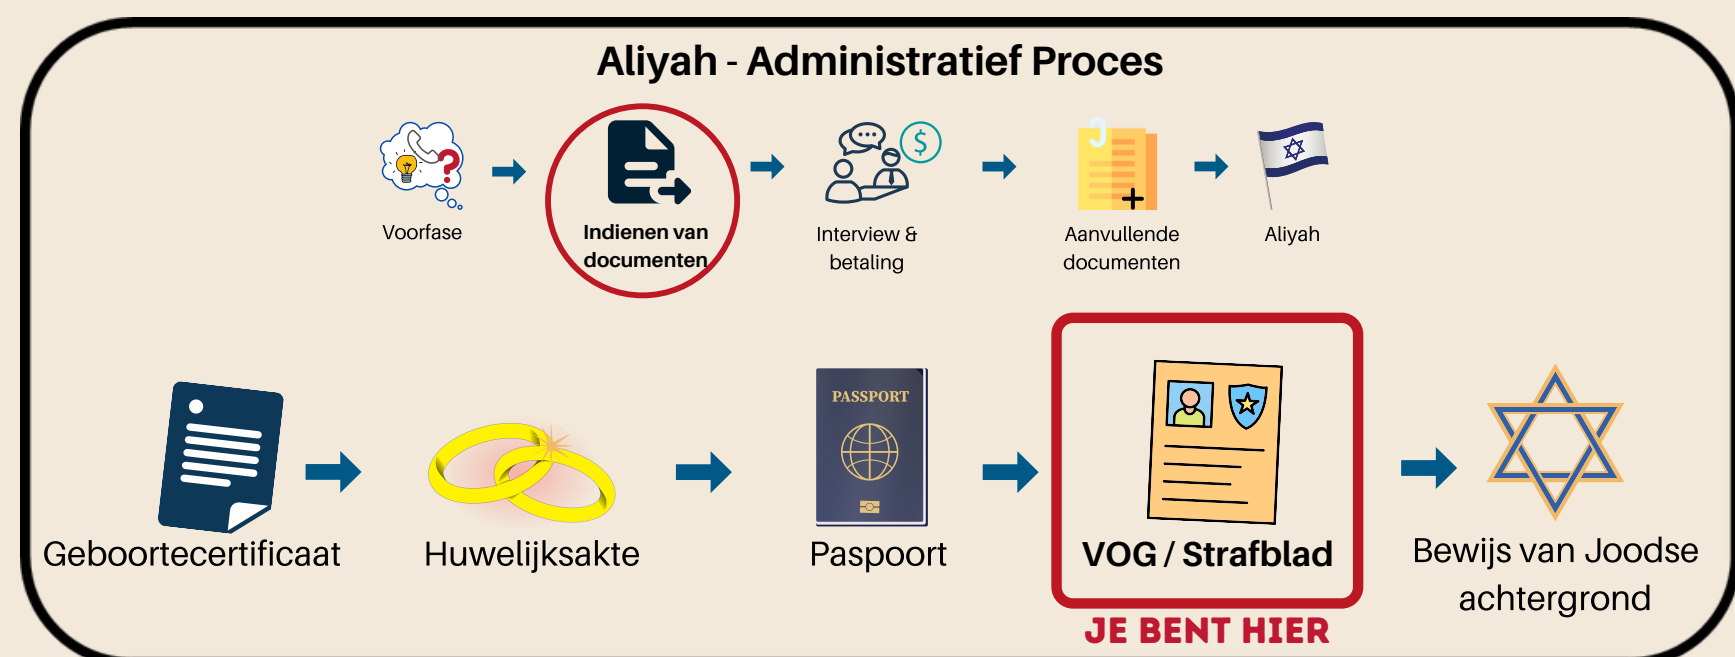 Aliyah - Administratief Proces
$
?
Voorfase
Indienen van
documenten
Interview &
betaling
Aanvullende
documenten
Aliyah
PASSPORT
Geboortecertificaat
Huwelijksakte
Paspoort
VOG / Strafblad
Bewijs van Joodse
achtergrond
JE BENT HIER